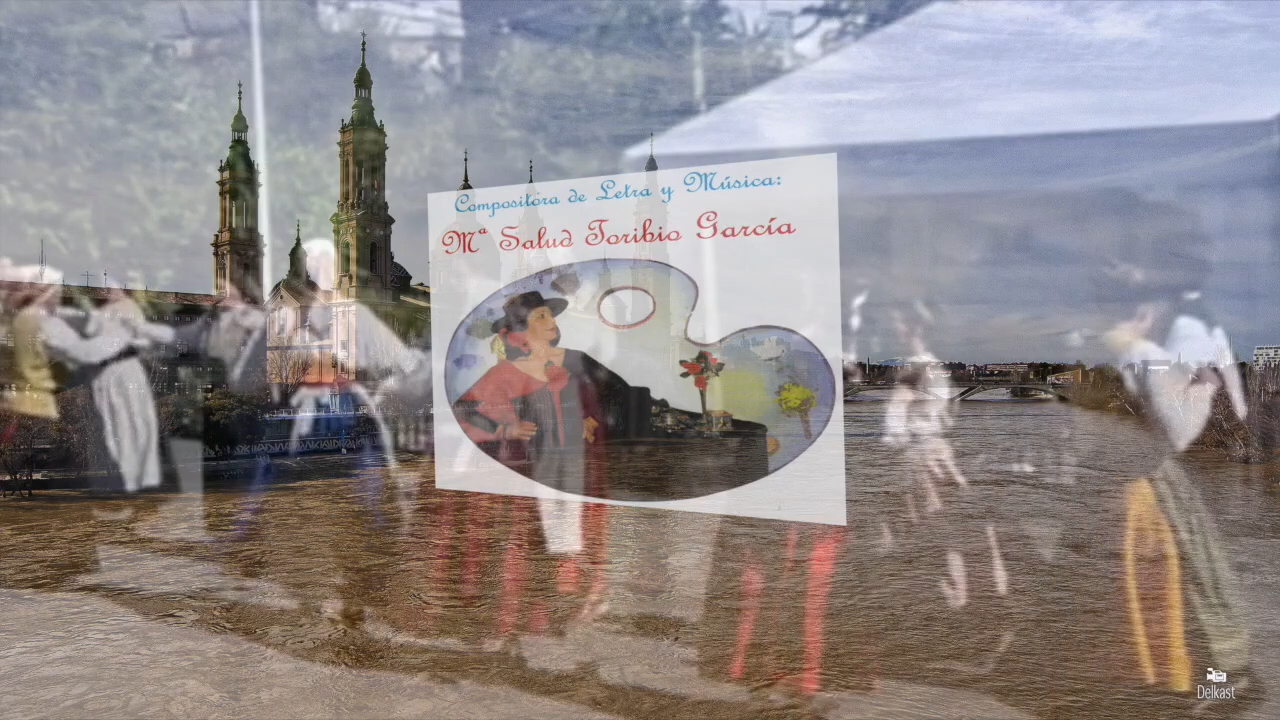 Compositora de Letra y Música:
Mª Salud Toribio García
Delkast